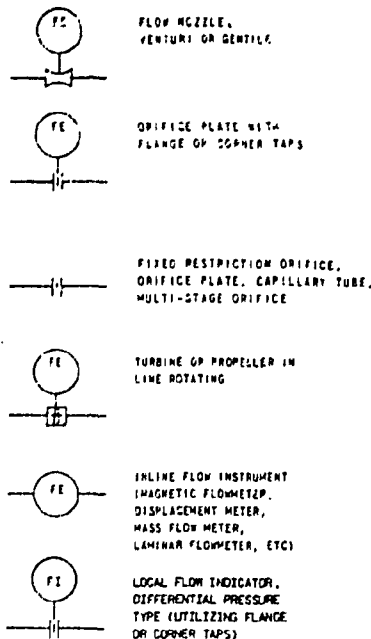 FE
FLOW NOZZLE,
VENTURI OR GENTILE
FE
ORIFICE PLATE WITH
FLANGE OR CORNER TAPS
FIXED RESTRICTION ORIFICE,
ORIFICE PLATE, CAPILLARY TUBE,
MULTI-STAGE ORIFICE
FE
TURBINE OR PROPELLER IN
LINE ROTATING
FE
INLINE FLOW INSTRUMENT
(MAGNETIC FLOWMETER,
DISPLACEMENT METER,
MASS FLOW METER,
LAMINAR FLOWMETER, ETC)
FI
LOCAL FLOW INDICATOR,
DIFFERENTIAL PRESSURE
TYPE (UTILIZING FLANGE
OR CORNER TAPS)